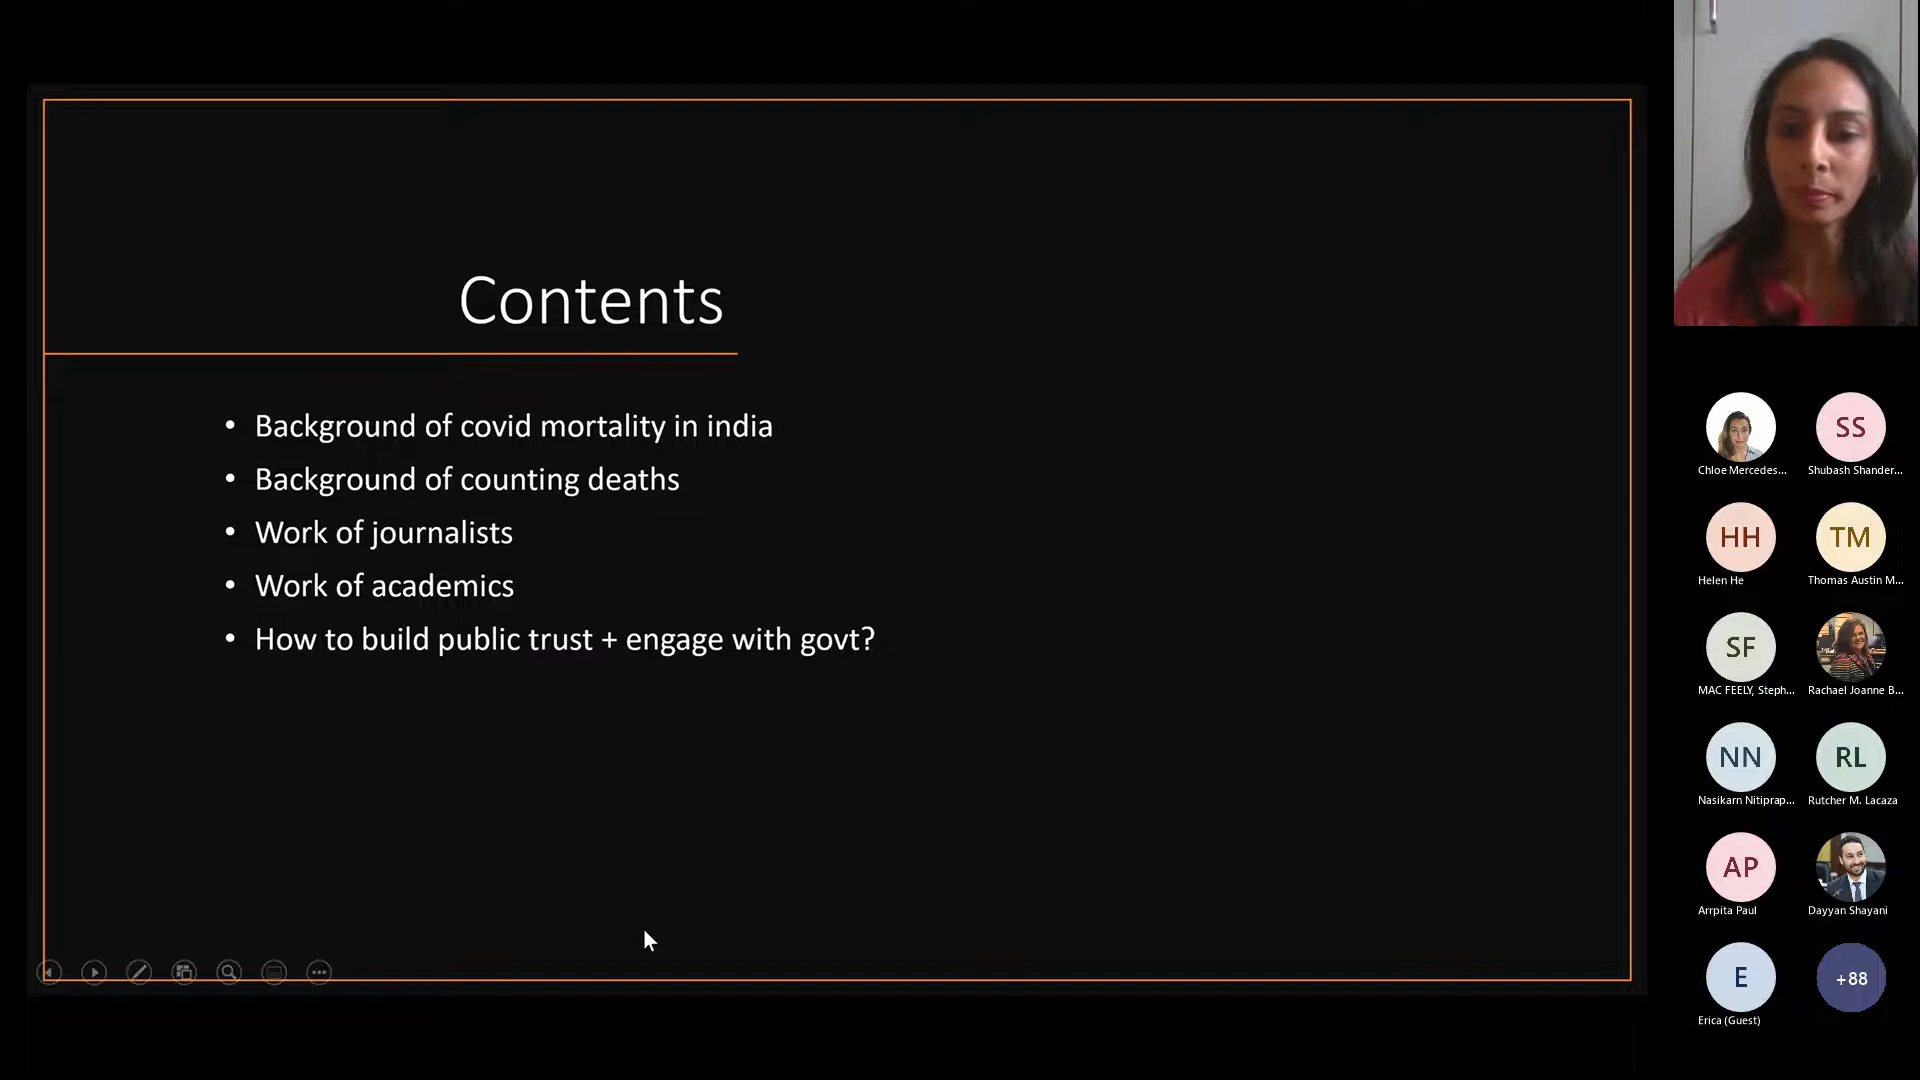 Contents
• Background of covid mortality in india
• Background of counting deaths
• Work of journalists
• Work of academics
• How to build public trust + engage with govt?
Chloe Mercedes...
SS
Shubash Shander...
HH
Helen He
TM
Thomas Austin M...
SF
MAC FEELY, Steph...
Rachael Joanne B...
NN
Nasikarn Nitiprap...
RL
Rutcher M. Lacaza
AP
Arrpita Paul
Dayyan Shayani
E
Erica (Guest)
+88